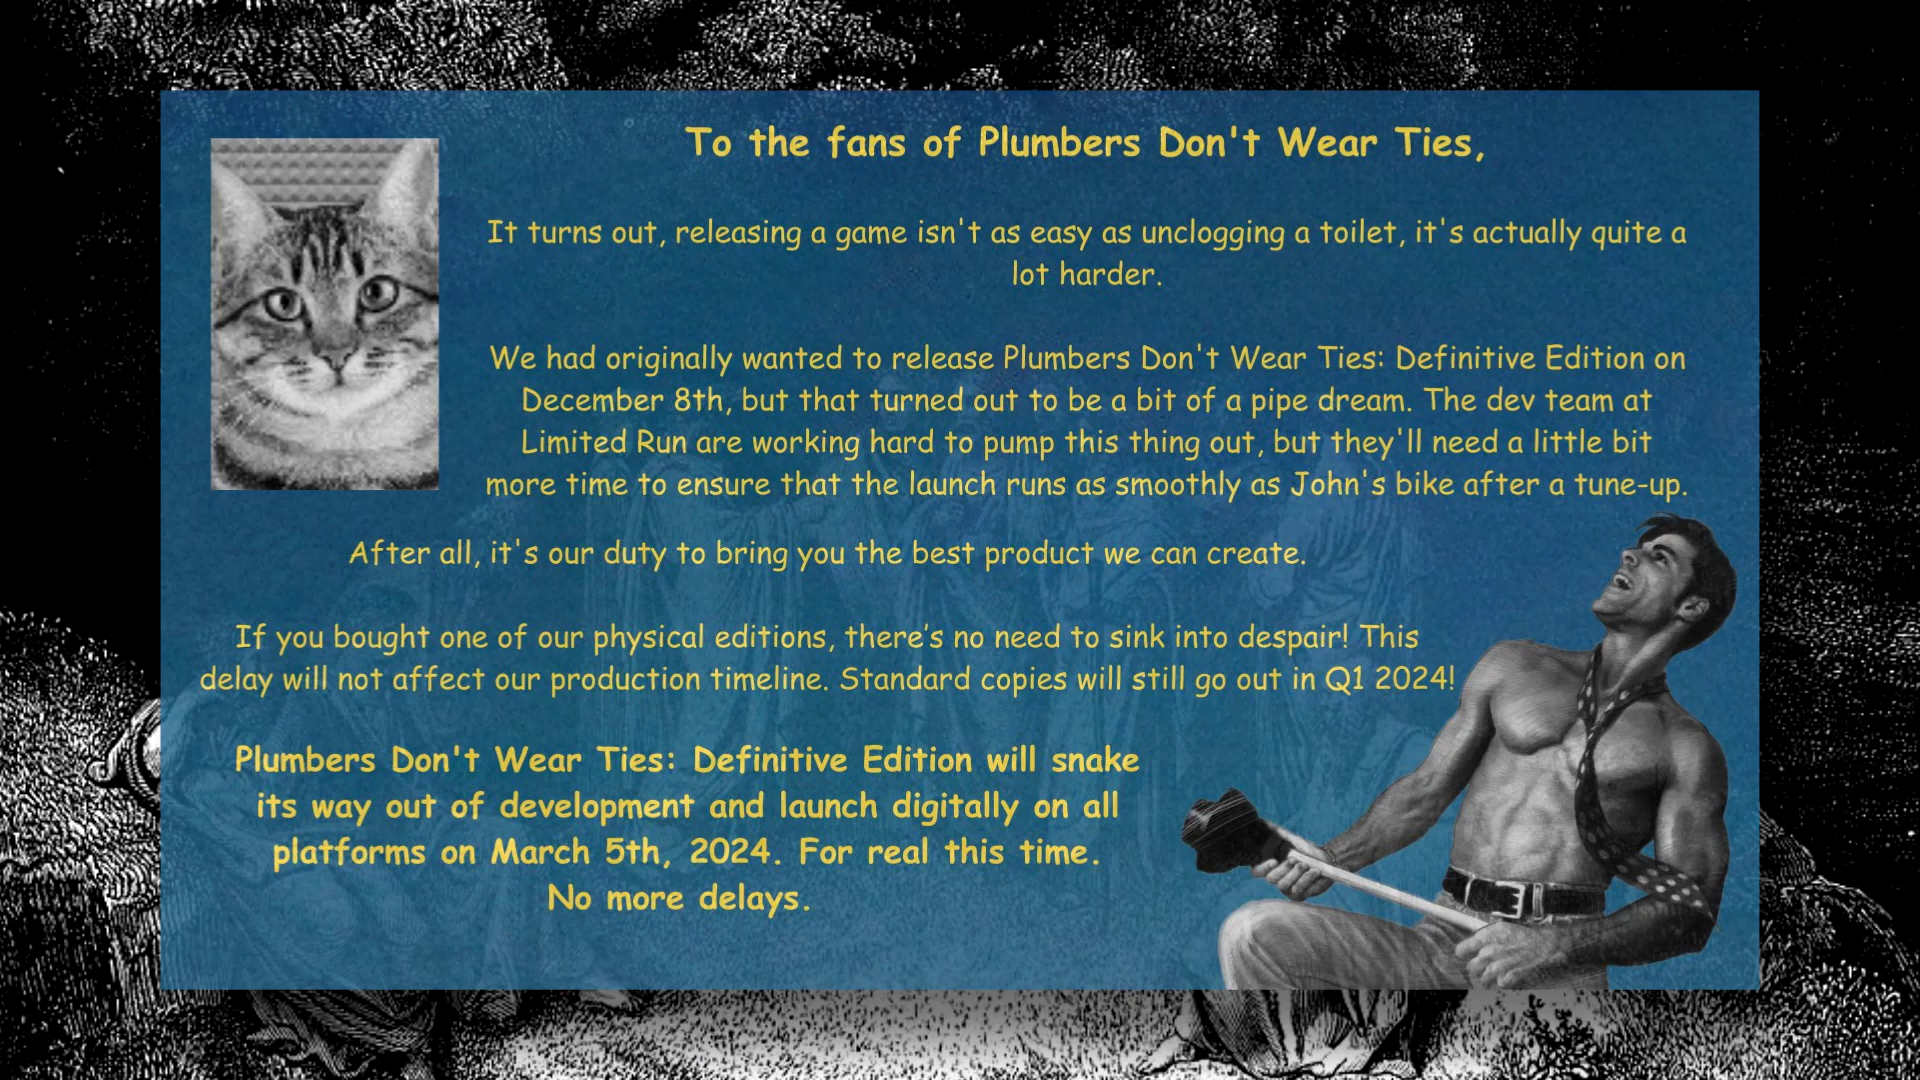 To the fans of Plumbers Don't Wear Ties,
It turns out, releasing a game isn't as easy as unclogging a toilet, it's actually quite a
lot harder.
We had originally wanted to release Plumbers Don't Wear Ties: Definitive Edition on
December 8th, but that turned out to be a bit of a pipe dream. The dev team at
Limited Run are working hard to pump this thing out, but they'll need a little bit
more time to ensure that the launch runs as smoothly as John's bike after a tune-up.
After all, it's our duty to bring you the best product we can create.
If you bought one of our physical editions, there’s no need to sink into despair! This
delay will not affect our production timeline. Standard copies will still go out in Q1 2024!
Plumbers Don't Wear Ties: Definitive Edition will snake
its way out of development and launch digitally on all
platforms on March 5th, 2024. For real this time.
No more delays.